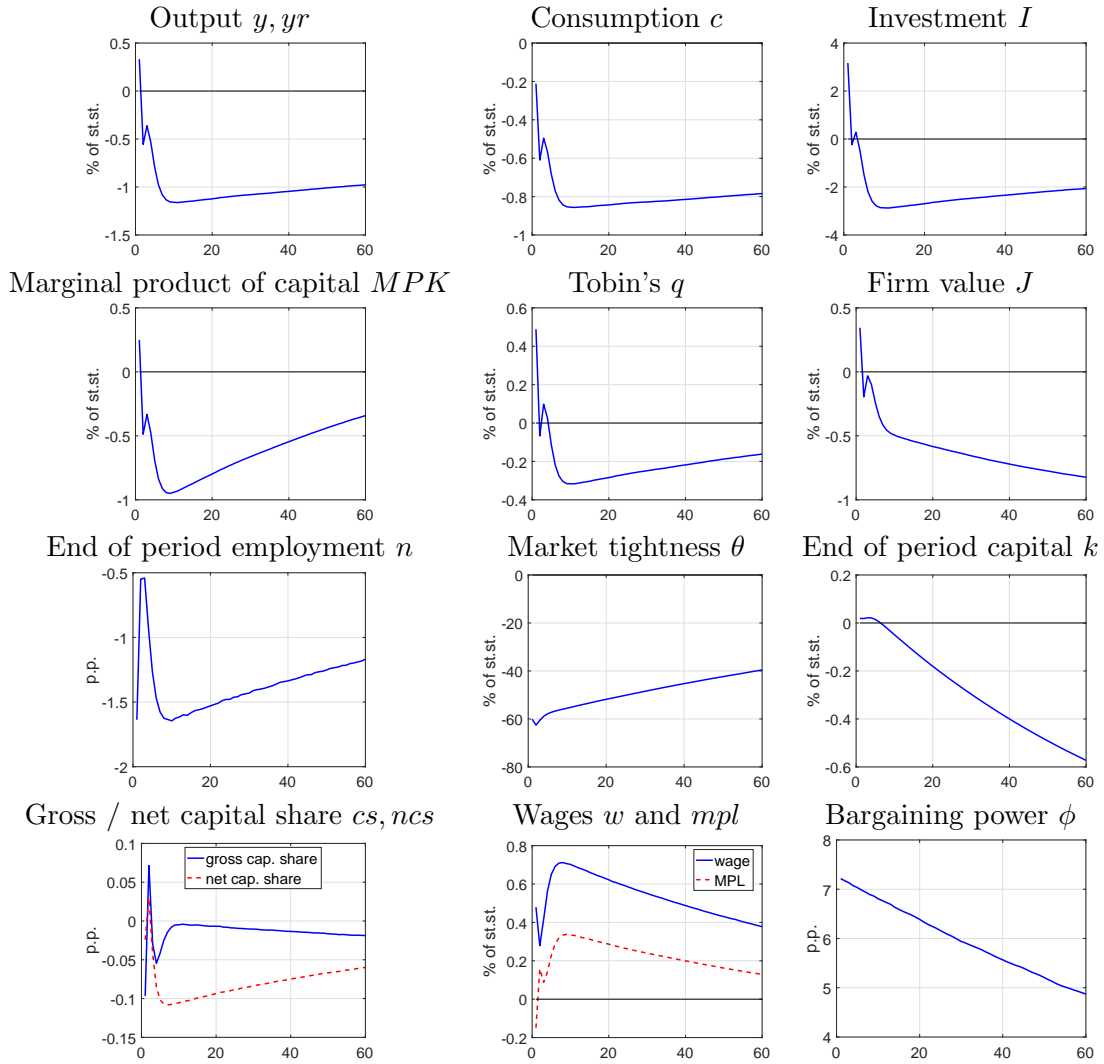 Output y, yr
Consumption c
Investment I
0.5
0
-0.5
-1
-1.5
% of st.st.
0 20 40 60
0
-0.2
-0.4
-0.6
-0.8
-1
% of st.st.
0 20 40 60
4
2
0
-2
-4
% of st.st.
0 20 40 60
Marginal product of capital MPK
Tobin's q
Firm value J
0.5
0
-0.5
-1
% of st.st.
0 20 40 60
0.6
0.4
0.2
0
-0.2
-0.4
% of st.st.
0 20 40 60
0.5
0
-0.5
-1
% of st.st.
0 20 40 60
End of period employment n
Market tightness θ
End of period capital k
-0.5
-1
-1.5
-2
p.p.
0 20 40 60
0
-20
-40
-60
-80
% of st.st.
0 20 40 60
0.2
0
-0.2
-0.4
-0.6
% of st.st.
0 20 40 60
Gross / net capital share cs, ncs
Wages w and mpl
Bargaining power ϕ
0.1
0.05
0
-0.05
-0.1
-0.15
p.p.
gross cap. share
net cap. share
0 20 40 60
0.8
0.6
0.4
0.2
0
-0.2
% of st.st.
wage
MPL
0 20 40 60
8
7
6
5
4
p.p.
0 20 40 60